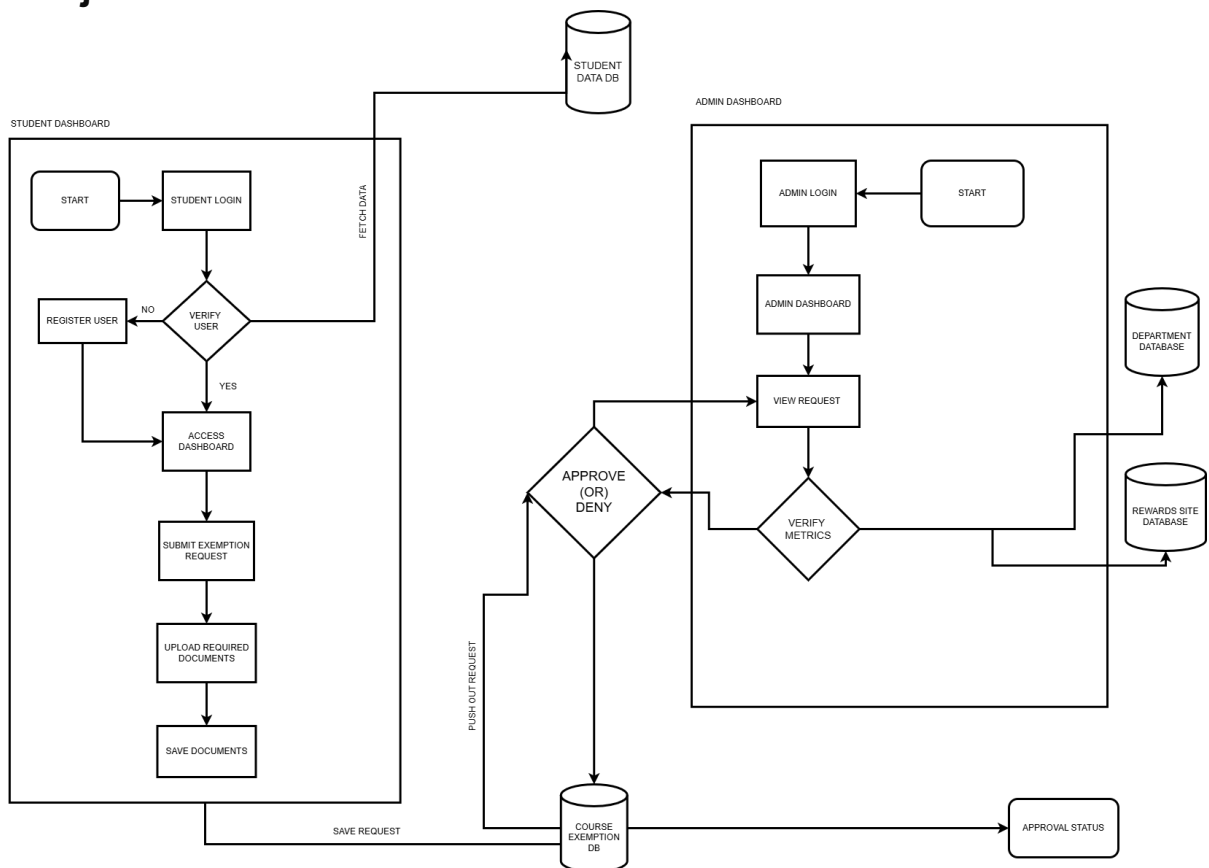 STUDENT
DATA DB
ADMIN DASHBOARD
STUDENT DASHBOARD
START
STUDENT LOGIN
FETCH DATA
ADMIN LOGIN
START
REGISTER USER
NO
VERIFY
USER
ADMIN DASHBOARD
DEPARTMENT
DATABASE
YES
VIEW REQUEST
ACCESS
DASHBOARD
APPROVE
(OR)
DENY
VERIFY
METRICS
REWARDS SITE
DATABASE
SUBMIT EXEMPTION
REQUEST
UPLOAD REQUIRED
DOCUMENTS
PUSH OUT REQUEST
SAVE DOCUMENTS
SAVE REQUEST
COURSE
EXEMPTION
DB
APPROVAL STATUS